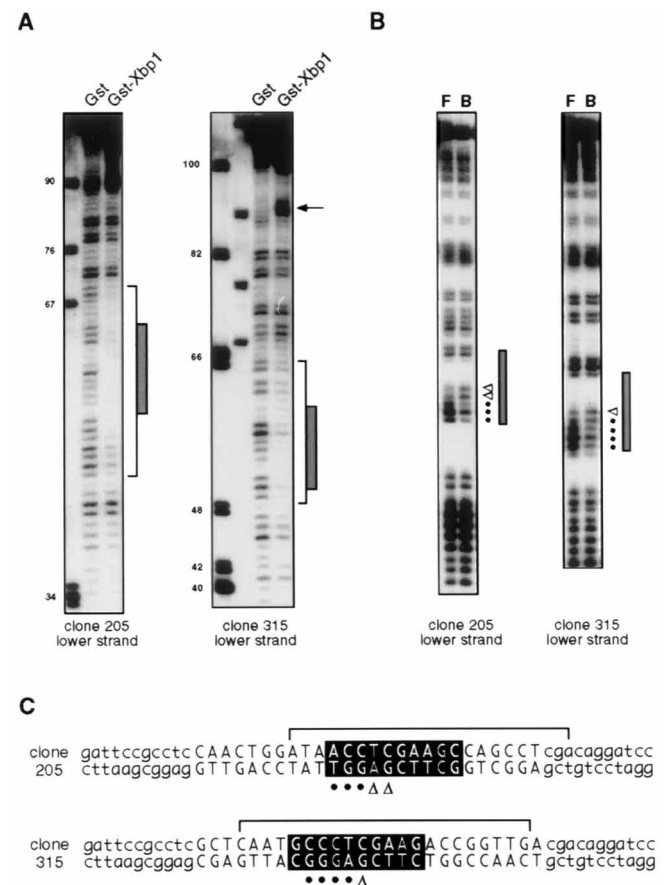 A
B
Gst
Gst-Xbp1
Gst
Gst-Xbp1
F B
F B
90
76
67
34
100
82
66
48
42
40
clone 205
lower strand
clone 315
lower strand
clone 205
lower strand
clone 315
lower strand
C
clone gattccgcctcCAACTGGATAACCTCGAAGCCAGCCTcgacaggatcc
205 cttaagcggagGTTGACCTATTGGAGCTTCGGTCGGAgctgtcctagg
clone gattccgcctcGCTCAATGCCCTCGAAGACCGGTTGAcgacaggatcc
315 cttaagcggagCGAGTTACGGGAGCTTCTGGCCAACTgctgtcctagg